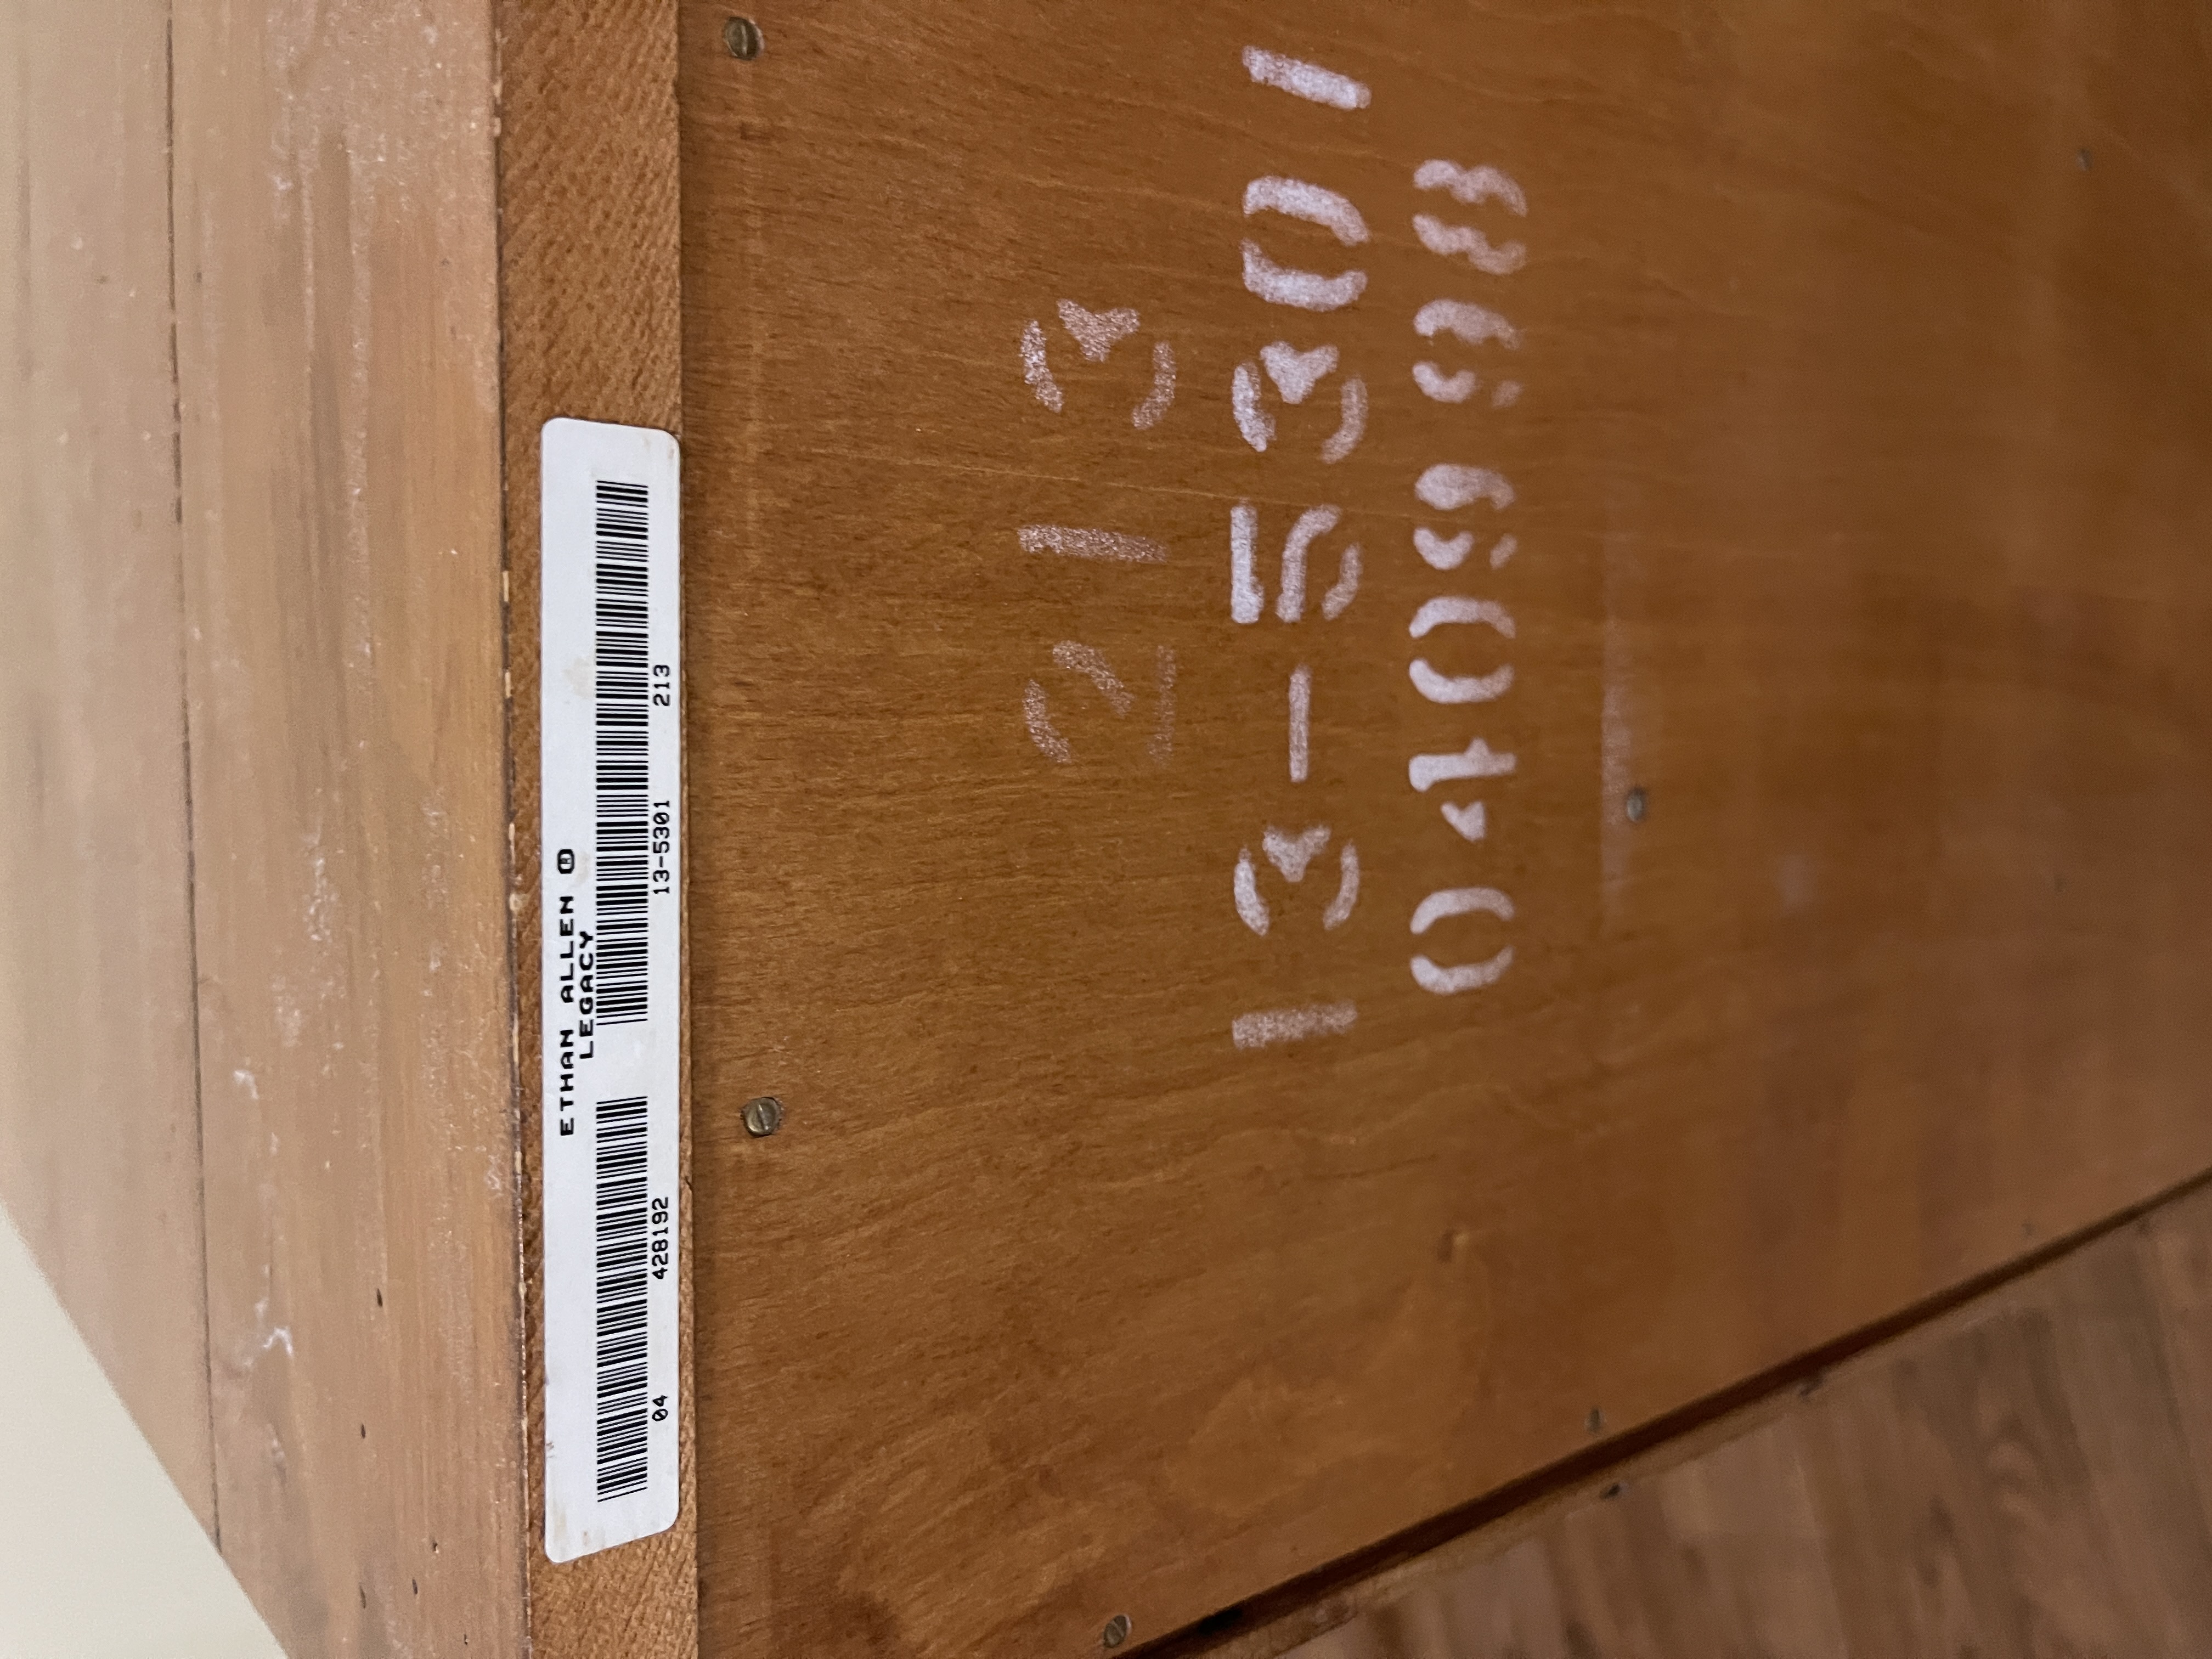 ETHAN ALLEN ®
LEGACY
04 428192 13-5301 213
213
13-5301
040998